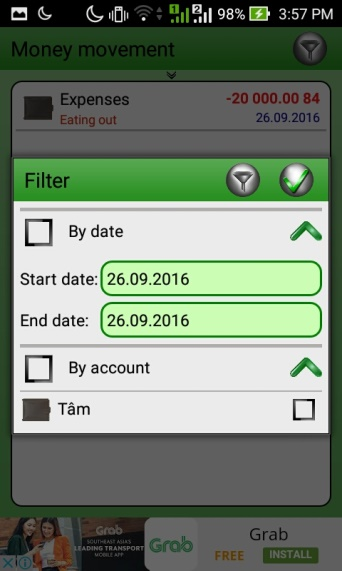 98% 3:57 PM
Money movement
Expenses
-20 000.00 84
Eating out
26.09.2016
Filter
By date
Start date: 26.09.2016
End date: 26.09.2016
By account
Tâm
Grab
SOUTHEAST ASIA'S
LEADING TRANSPORT
MOBILE APP
Grab
Grab
FREE INSTALL